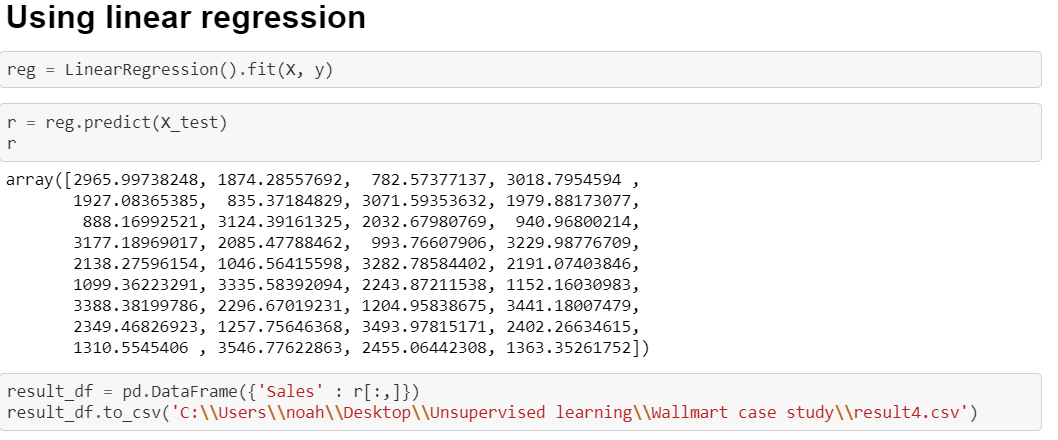 Using linear regression
reg = LinearRegression().fit(X, y)
r = reg.predict(X_test)
r
array([2965.99738248, 1874.28557692,  782.57377137, 3018.7954594 ,
       1927.08365385,  835.37184829, 3071.59353632, 1979.88173077,
        888.16992521, 3124.39161325, 2032.67980769,  940.96800214,
       3177.18969017, 2085.47788462,  993.76607906, 3229.98776709,
       2138.27596154, 1046.56415598, 3282.78584402, 2191.07403846,
       1099.36223291, 3335.58392094, 2243.87211538, 1152.16030983,
       3388.38199786, 2296.67019231, 1204.95838675, 3441.18007479,
       2349.46826923, 1257.75646368, 3493.97815171, 2402.26634615,
       1310.5545406 , 3546.77622863, 2455.06442308, 1363.35261752])
result_df = pd.DataFrame({'Sales' : r[:,]})
result_df.to_csv('C:\\Users\\noah\\Desktop\\Unsupervised learning\\Wallmart case study\\result4.csv')